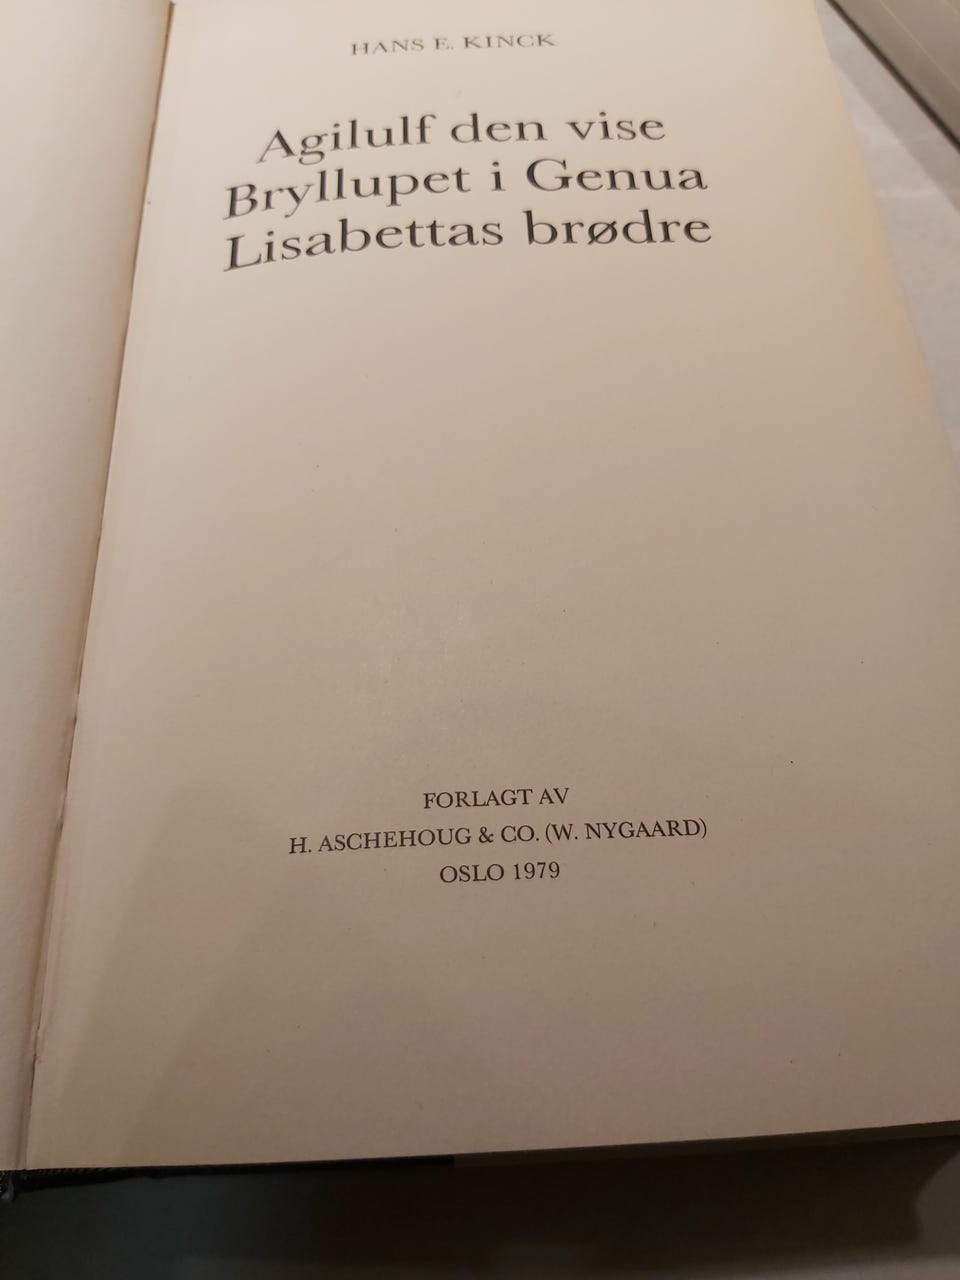 HANS E. KINCK
Agilulf den vise
Bryllupet i Genua
Lisabettas brødre
FORLAGT AV
H. ASCHEHOUG & CO. (W. NYGAARD)
OSLO 1979